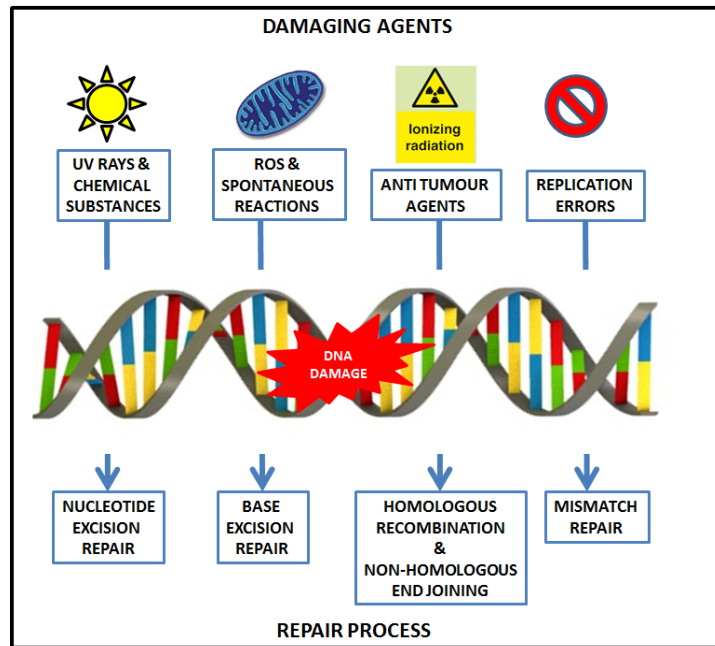 DAMAGING AGENTS
Ionizing
radiation
UV RAYS &
CHEMICAL
SUBSTANCES
ROS &
SPONTANEOUS
REACTIONS
ANTI TUMOUR
AGENTS
REPLICATION
ERRORS
DNA
DAMAGE
NUCLEOTIDE
EXCISION
REPAIR
BASE
EXCISION
REPAIR
HOMOLOGOUS
RECOMBINATION
&
NON-HOMOLOGOUS
END JOINING
MISMATCH
REPAIR
REPAIR PROCESS